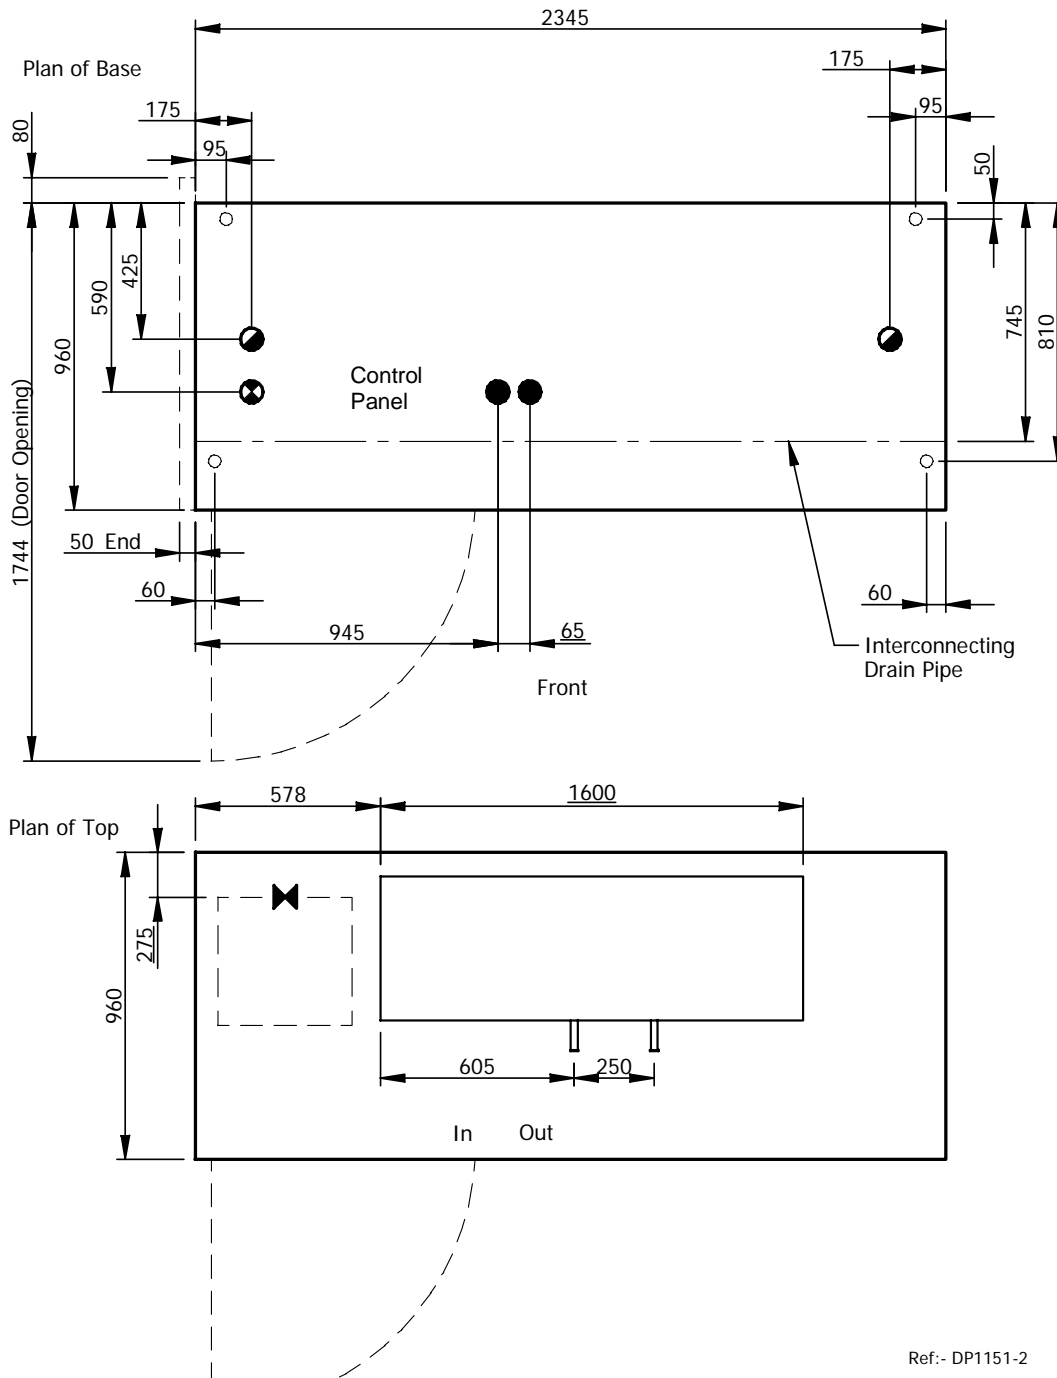 2345
Plan of Base
175
175
80
95
95
50
425
590
960
745
810
1744 (Door Opening)
Control
Panel
50 End
60
60
945
65
Interconnecting
Drain Pipe
Front
578
1600
Plan of Top
275
960
605
250
In
Out
Ref:- DP1151-2